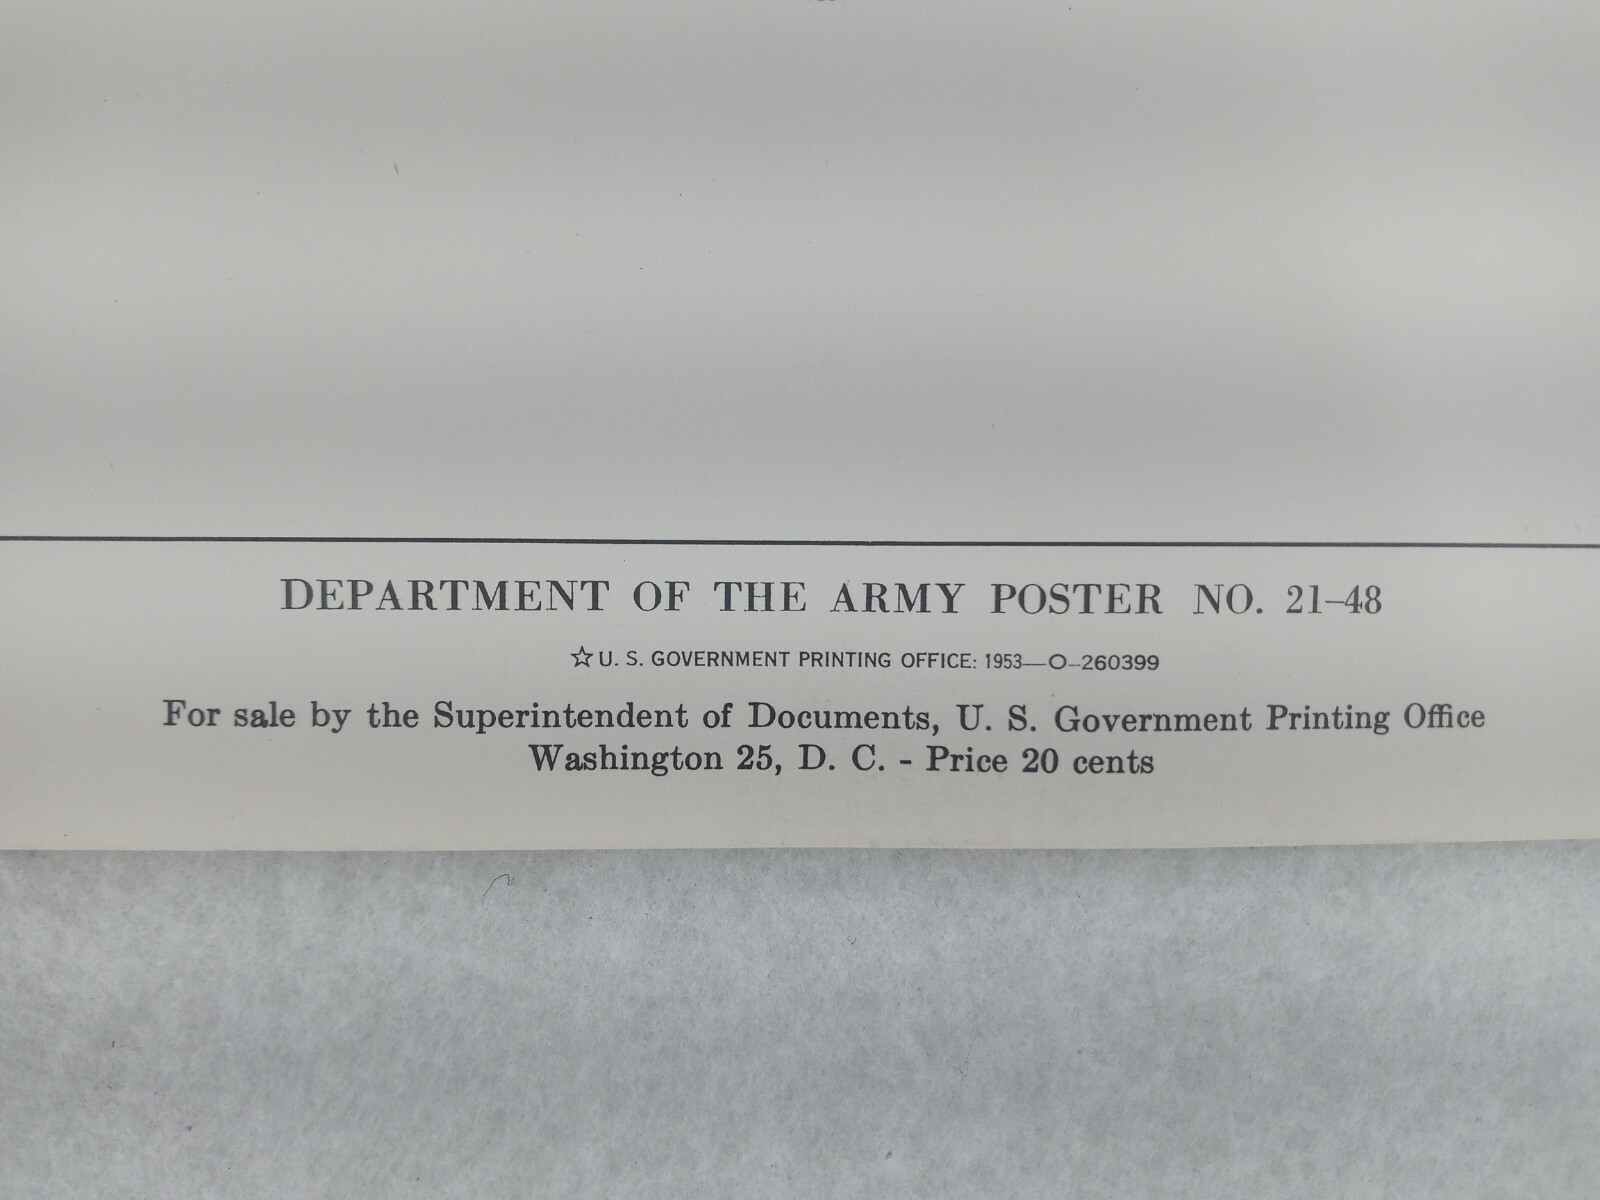 DEPARTMENT OF THE ARMY POSTER NO. 21–48
☆ U. S. GOVERNMENT PRINTING OFFICE: 1953—O–260399
For sale by the Superintendent of Documents, U. S. Government Printing Office
Washington 25, D. C. - Price 20 cents